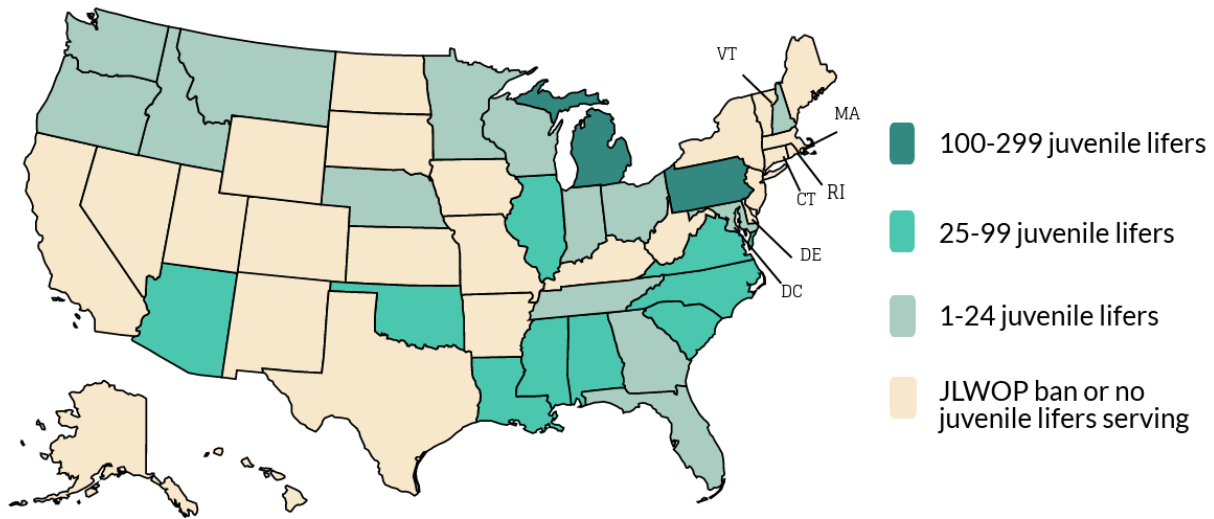 VT
MA
RI
CT
DE
DC
100-299 juvenile lifers
25-99 juvenile lifers
1-24 juvenile lifers
JLWOP ban or no
juvenile lifers serving